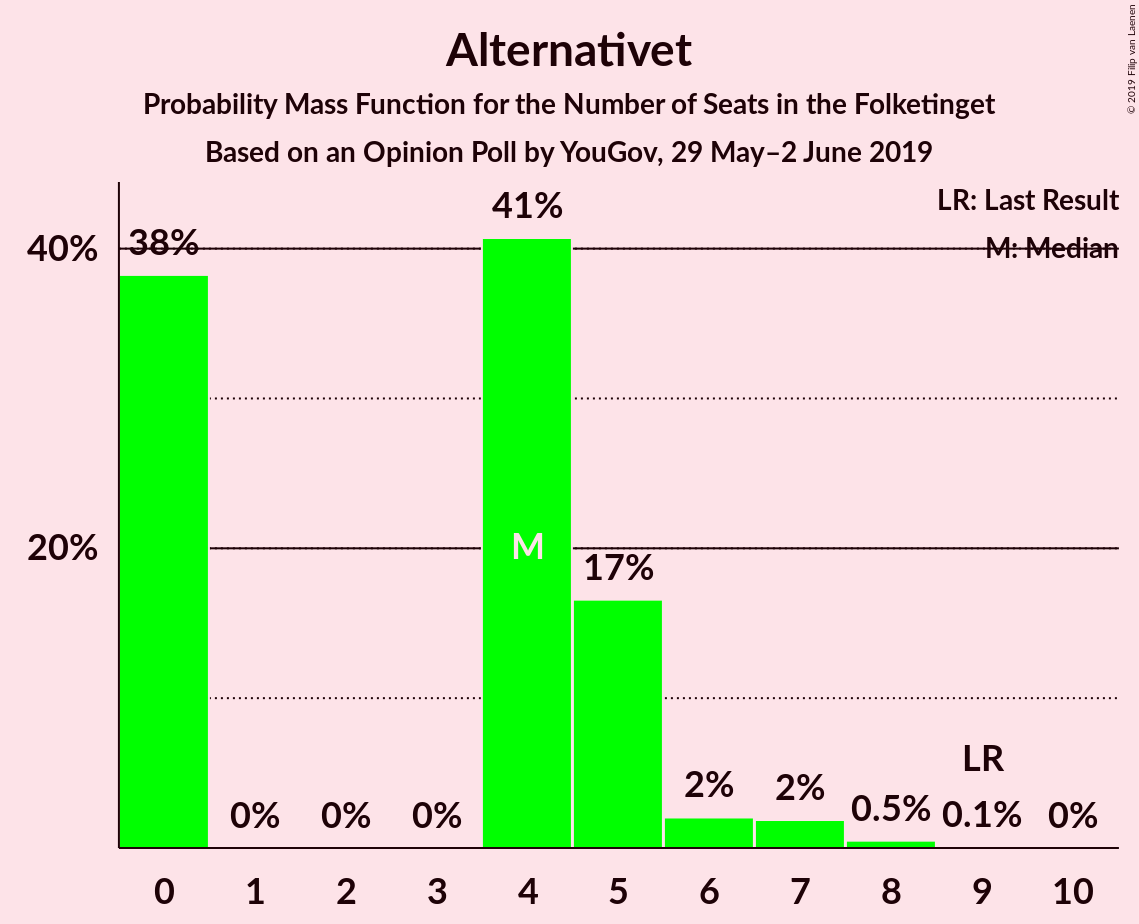 Alternativet
Probability Mass Function for the Number of Seats in the Folketinget
Based on an Opinion Poll by YouGov, 29 May–2 June 2019
© 2019 Filip van Laenen
LR: Last Result
M: Median
40%
20%
38%
0%
0%
0%
41%
M
17%
2%
2%
0.5%
LR
0.1%
0%
0 1 2 3 4 5 6 7 8 9 10